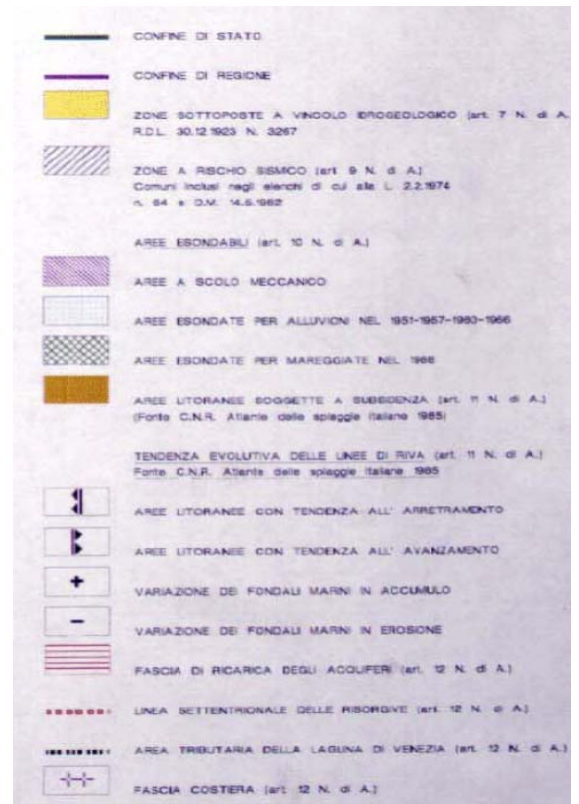 CONFINE DI STATO
CONFINE DI REGIONE
ZONE SOTTOPOSTE A VINCOLO IDROGEOLOGICO (art. 7 N. di A.
R.D.L. 30.12.1923 N. 3267
ZONE A RISCHIO SISMICO (art. 9 N. di A.)
Comuni inclusi negli elenchi di cui alla L. 2.2.1974
n. 64 e D.M. 14.5.1982
AREE ESONDABILI (art. 10 N. di A.)
AREE A SCOLO MECCANICO
AREE ESONDATE PER ALLUVIONI NEL 1951-1957-1960-1966
AREE ESONDATE PER MAREGGIATE NEL 1966
AREE LITORANEE SOGGETTE A SUBSIDENZA (art. 11 N. di A.)
(Fonte C.N.R. Atlante delle spiagge Italiane 1985)
TENDENZA EVOLUTIVA DELLE LINEE DI RIVA (art. 11 N. di A.)
Fonte C.N.R. Atlante delle spiagge Italiane 1985
AREE LITORANEE CON TENDENZA ALL' ARRETRAMENTO
AREE LITORANEE CON TENDENZA ALL' AVANZAMENTO
VARIAZIONE DEI FONDALI MARINI IN ACCUMULO
VARIAZIONE DEI FONDALI MARINI IN EROSIONE
FASCIA DI RICARICA DEGLI ACQUIFERI (art. 12 N. di A.)
LINEA SETTENTRIONALE DELLE RISORGIVE (art. 12 N. di A.)
AREA TRIBUTARIA DELLA LAGUNA DI VENEZIA (art. 12 N. di A.)
FASCIA COSTIERA (art. 12 N. di A.)